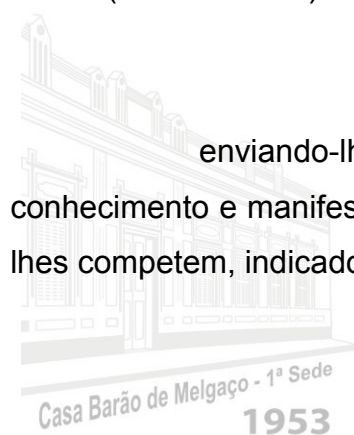 enviando-lh
conhecimento e manifes
lhes competem, indicado
Casa Barão de Melgaço - 1ª Sede
1953